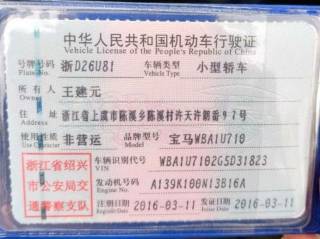 中华人民共和国机动车行驶证
Vehicle License of the People's Republic of China
号牌号码 浙D26U81 车辆类型 小型轿车
Plate No. Vehicle Type
所有人 王建元
Owner
住址 浙江省上虞市陈溪乡陈溪村许天许朗畚97号
Address
使用性质 非营运 品牌型号 宝马WBA1U710
Use Character Model
浙江省绍兴市公安局交通警察支队
车辆识别代号 WBA1U7102G5D31823
VIN
发动机号码 A139K100N13B16A
Engine No.
注册日期 2016-03-11 发证日期 2016-03-11
Register Date Issue Date